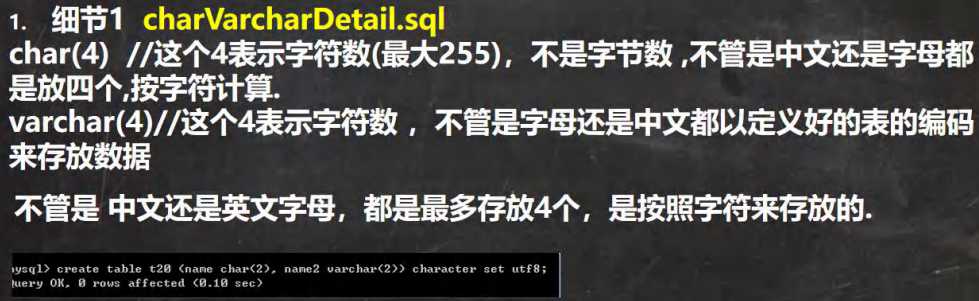 1. 细节1 charVarcharDetail.sql
char(4) //这个4表示字符数(最大255)，不是字节数 ,不管是中文还是字母都
是放四个,按字符计算.
varchar(4)//这个4表示字符数 ，不管是字母还是中文都以定义好的表的编码
来存放数据
不管是 中文还是英文字母，都是最多存放4个，是按照字符来存放的.
ysql> create table t20 (name char(2), name2 varchar(2)) character set utf8;
uery OK, 0 rows affected (0.10 sec)